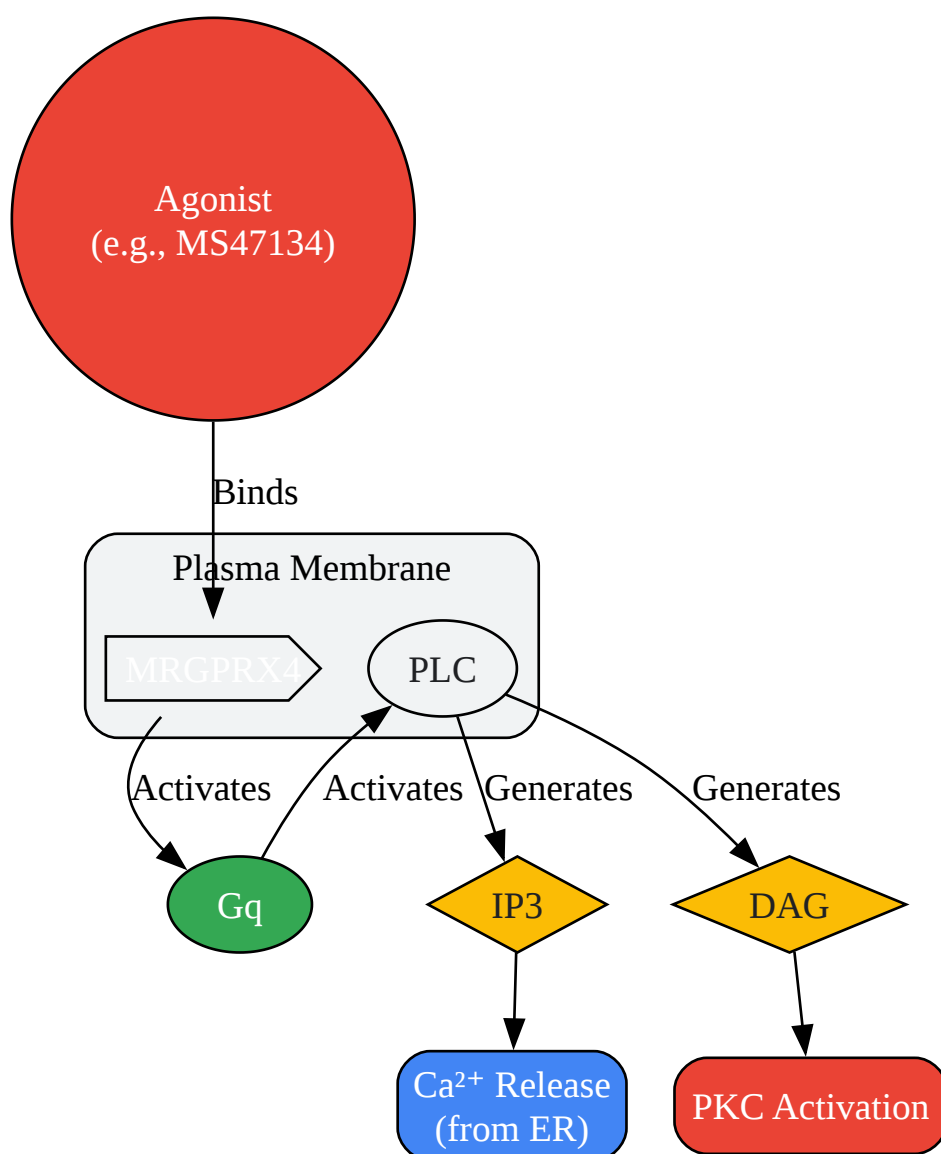 Agonist
(e.g., MS47134)
Binds
Plasma Membrane
MRGPRX4
PLC
Activates
Activates
Generates
Generates
Gq
IP3
DAG
Ca²⁺ Release
(from ER)
PKC Activation